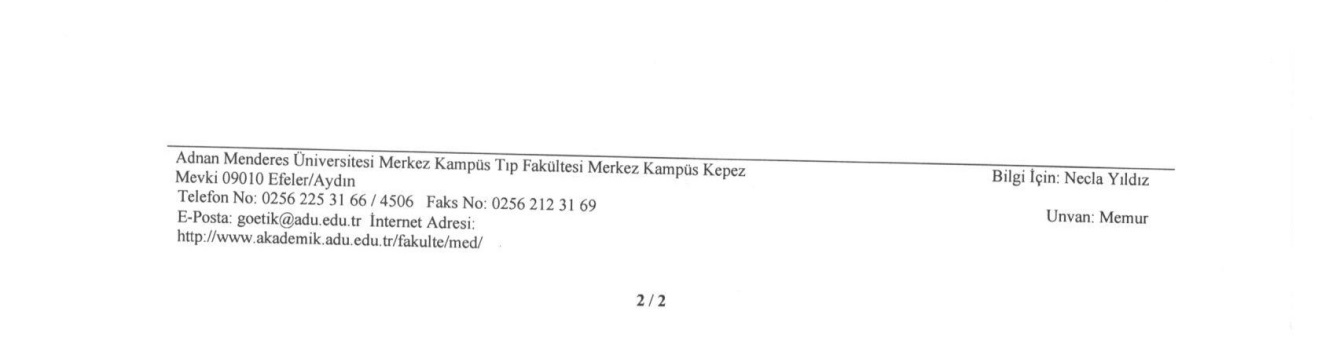 Adnan Menderes Üniversitesi Merkez Kampüs Tıp Fakültesi Merkez Kampüs Kepez
Mevki 09010 Efeler/Aydın
Telefon No: 0256 225 31 66 / 4506 Faks No: 0256 212 31 69
E-Posta: goetik@adu.edu.tr İnternet Adresi:
http://www.akademik.adu.edu.tr/fakulte/med/
Bilgi İçin: Necla Yıldız
Unvan: Memur
2 / 2